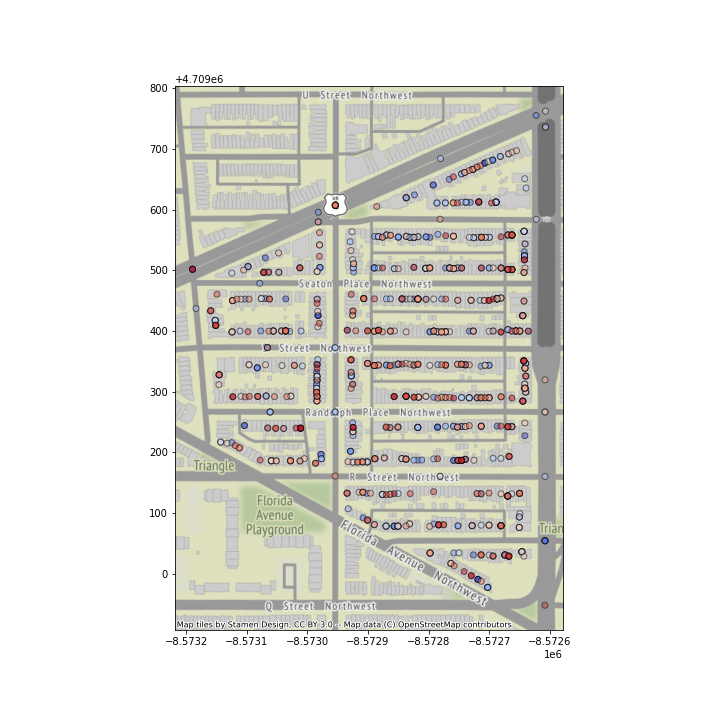 +4.709e6
800
U Street Northwest
700
US
600
500
Seaton Place Northwest
400
Street Northwest
300
Randolph Place Northwest
200
Triangle
R Street Northwest
Florida
Avenue
Playground
100
Florida Avenue Northwest
Trian
0
Q Street Northwest
Map tiles by Stamen Design, CC BY 3.0 -- Map data (C) OpenStreetMap contributors
−8.5732 −8.5731 −8.5730 −8.5729 −8.5728 −8.5727 −8.5726
1e6